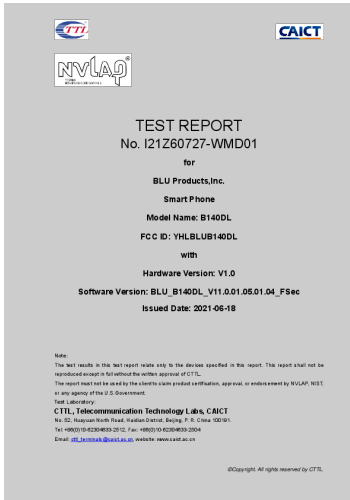 CTTL
CAICT
NVLAP®
TEST REPORT
No. I21Z60727-WMD01
for
BLU Products,Inc.
Smart Phone
Model Name: B140DL
FCC ID: YHLBLUB140DL
with
Hardware Version: V1.0
Software Version: BLU_B140DL_V11.0.01.05.01.04_FSec
Issued Date: 2021-06-18
Note:
The test results in this test report relate only to the devices specified in this report. This report shall not be
reproduced except in full without the written approval of CTTL.
The report must not be used by the client to claim product certification, approval, or endorsement by NVLAP, NIST,
or any agency of the U.S.Government.
Test Laboratory:
CTTL, Telecommunication Technology Labs, CAICT
No. 52, Huayuan North Road, Haidian District, Beijing, P. R. China 100191.
Tel:+86(0)10-62304633-2512, Fax: +86(0)10-62304633-2504
Email: cttl_terminals@caict.ac.cn, website: www.caict.ac.cn
©Copyright. All rights reserved by CTTL.